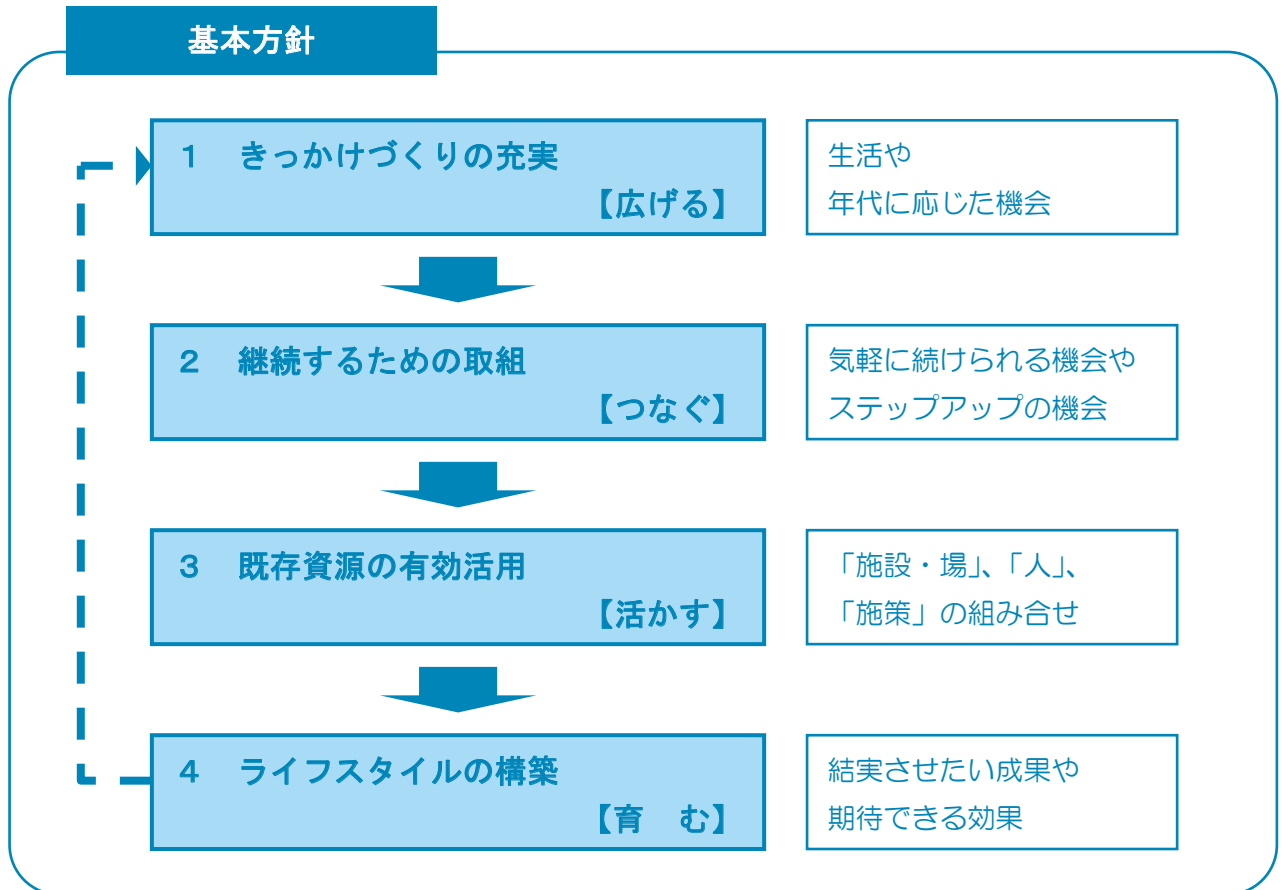 基本方針
１　きっかけづくりの充実
【広げる】
生活や
年代に応じた機会
２　継続するための取組
【つなぐ】
気軽に続けられる機会や
ステップアップの機会
３　既存資源の有効活用
【活かす】
「施設・場」、「人」、
「施策」の組み合せ
４　ライフスタイルの構築
【育　む】
結実させたい成果や
期待できる効果